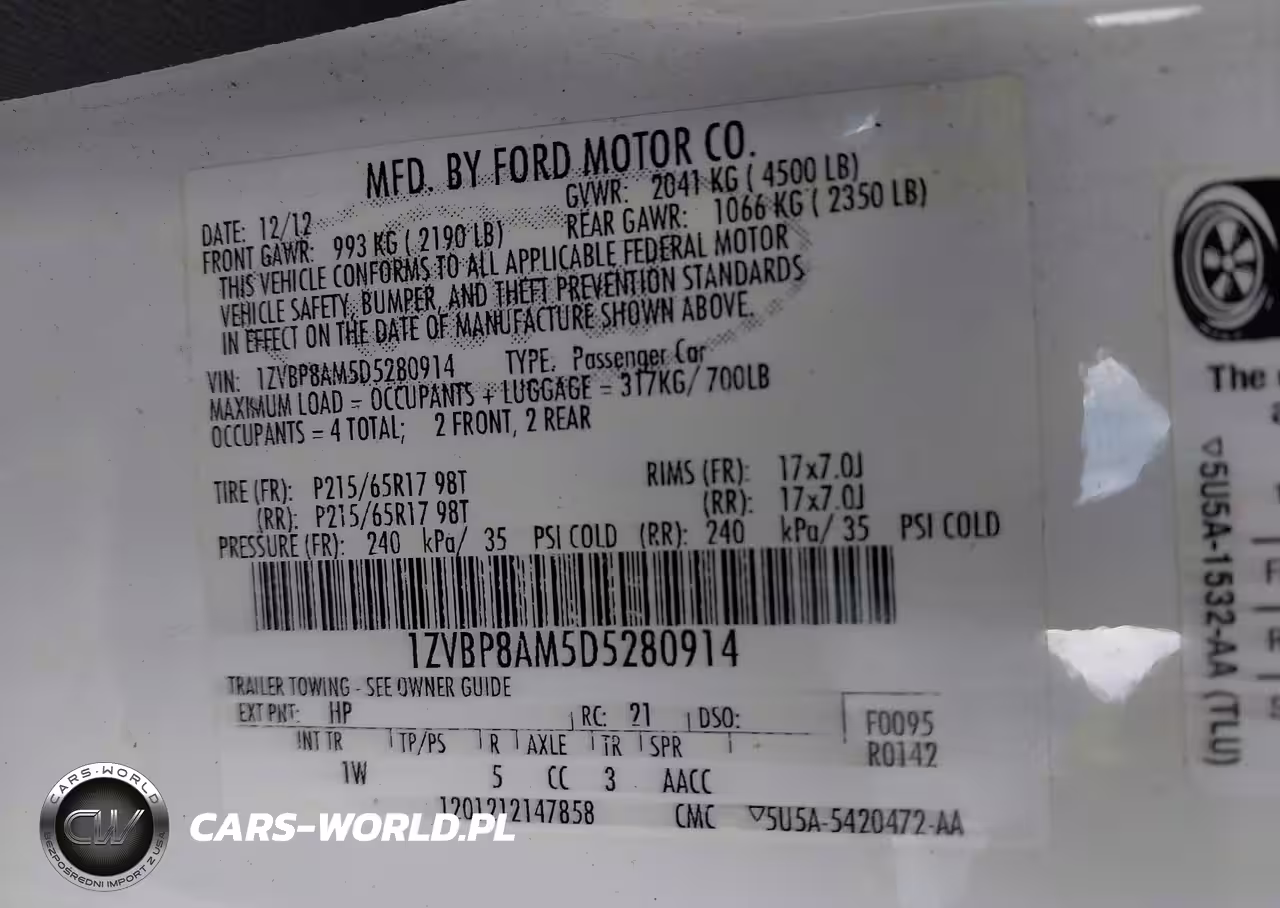 MFD. BY FORD MOTOR CO.
DATE: 12/12 GVWR: 2041 KG ( 4500 LB)
FRONT GAWR: 993 KG ( 2190 LB) REAR GAWR: 1066 KG ( 2350 LB)
THIS VEHICLE CONFORMS TO ALL APPLICABLE FEDERAL MOTOR
VEHICLE SAFETY, BUMPER, AND THEFT PREVENTION STANDARDS
IN EFFECT ON THE DATE OF MANUFACTURE SHOWN ABOVE.
VIN: 1ZVBP8AM5D5280914 TYPE: Passenger Car
MAXIMUM LOAD = OCCUPANTS + LUGGAGE = 317KG/ 700LB
OCCUPANTS = 4 TOTAL; 2 FRONT, 2 REAR
TIRE (FR): P215/65R17 98T RIMS (FR): 17x7.0J
(RR): P215/65R17 98T (RR): 17x7.0J
PRESSURE (FR): 240 kPa/ 35 PSI COLD (RR): 240 kPa/ 35 PSI COLD
1ZVBP8AM5D5280914
TRAILER TOWING - SEE OWNER GUIDE
EXT PNT: HP RC: 21 DSO: F0095
INT TR TP/PS R AXLE TR SPR R0142
1W 5 CC 3 AACC
1201212147858 CMC ▽5U5A-5420472-AA
The
▽5U5A-1532-AA (TLU)
CARS-WORLD
CW
BEZPOŚREDNI IMPORT Z USA
CARS-WORLD.PL